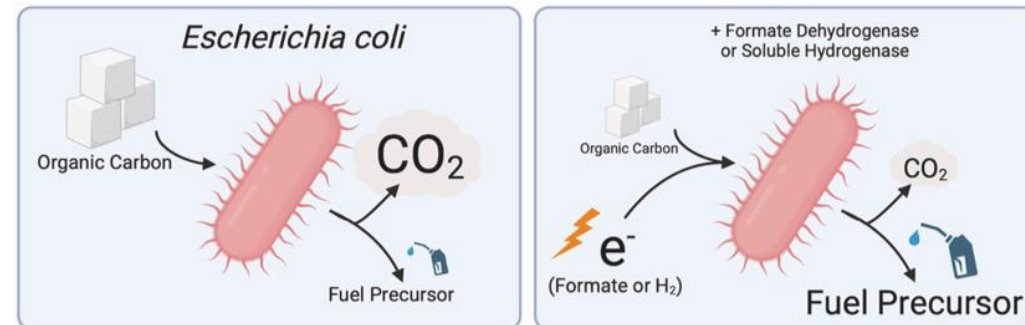 Escherichia coli
Organic Carbon
CO₂
Fuel Precursor
+ Formate Dehydrogenase
or Soluble Hydrogenase
Organic Carbon
e⁻
(Formate or H₂)
CO₂
Fuel Precursor